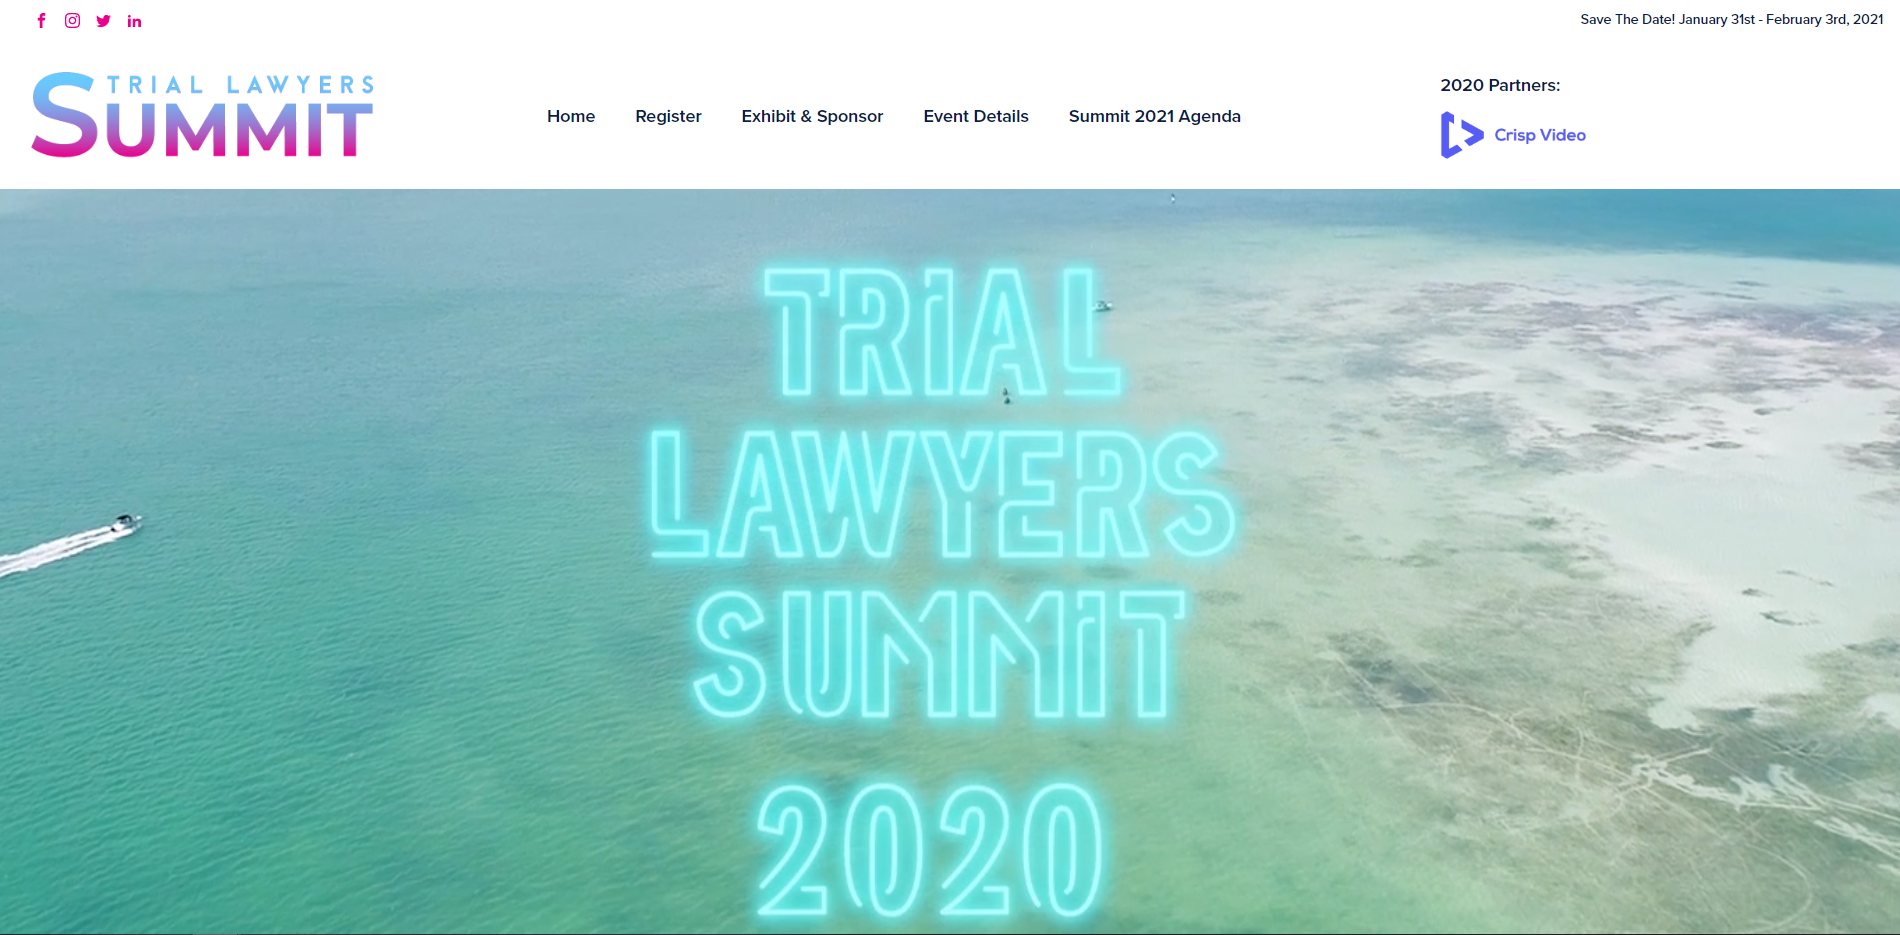 Save The Date! January 31st - February 3rd, 2021
TRIAL LAWYERS
SUMMIT
Home
Register
Exhibit & Sponsor
Event Details
Summit 2021 Agenda
2020 Partners:
Crisp Video
TRIAL
LAWYERS
SUMMIT
2020